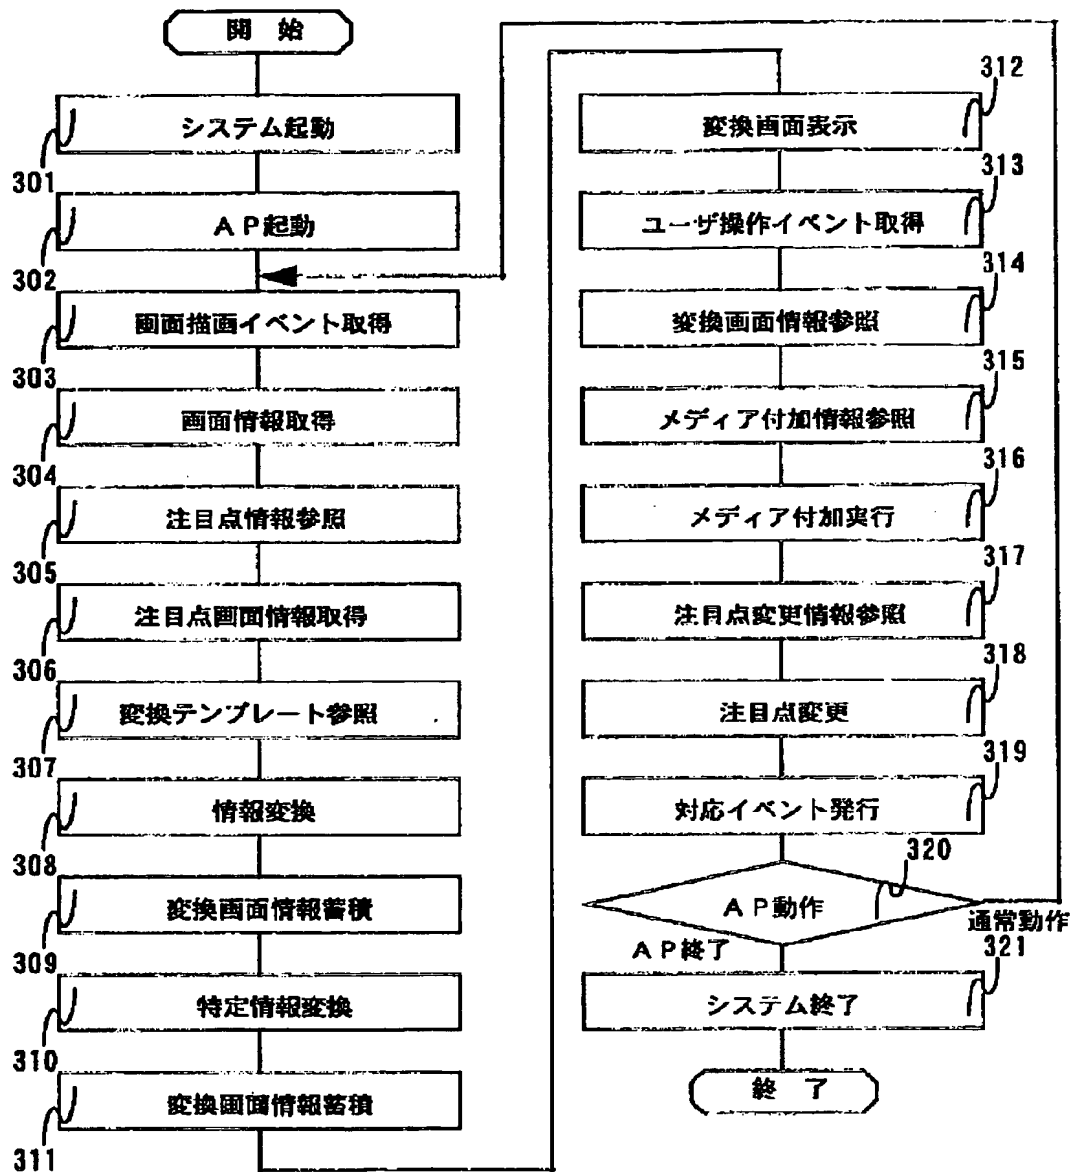 開 始
システム起動
301
AP起動
302
画面描画イベント取得
303
画面情報取得
304
注目点情報参照
305
注目点画面情報取得
306
変換テンプレート参照
307
情報変換
308
変換画面情報蓄積
309
特定情報変換
310
変換画面情報蓄積
311
312
変換画面表示
313
ユーザ操作イベント取得
314
変換画面情報参照
315
メディア付加情報参照
316
メディア付加実行
317
注目点変更情報参照
318
注目点変更
319
対応イベント発行
320
AP動作
通常動作
AP終了
321
システム終了
終 了